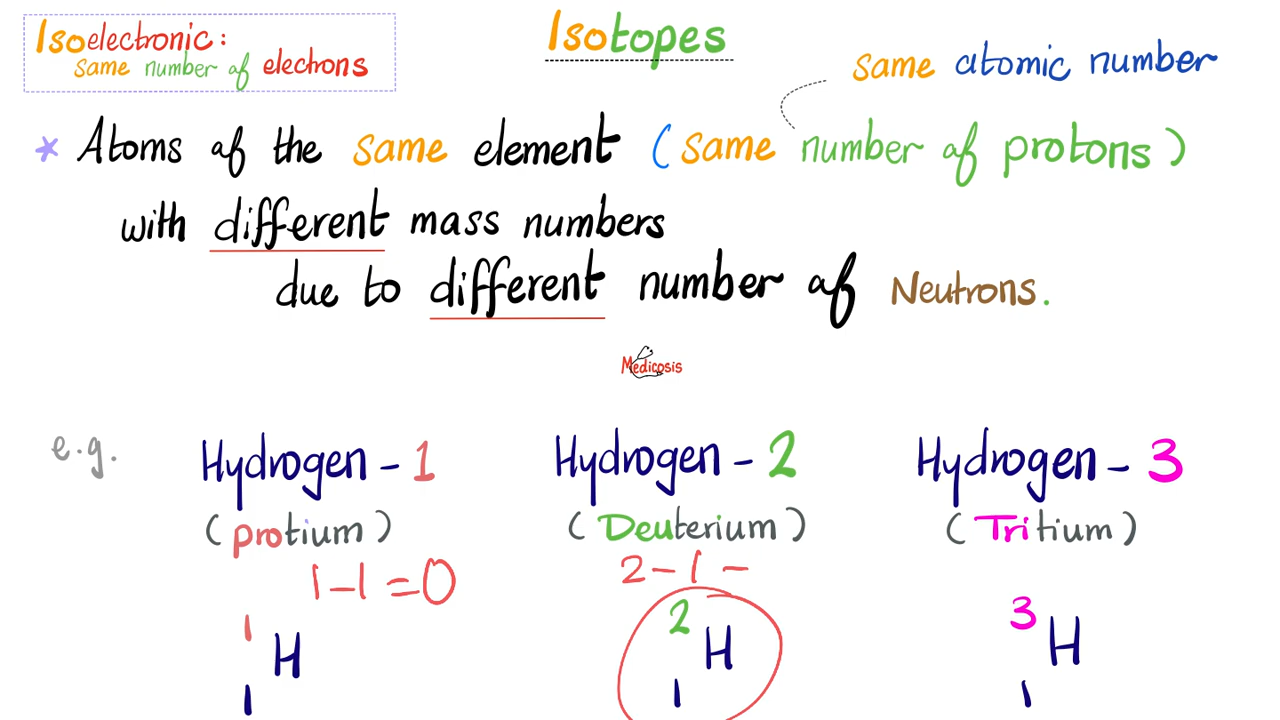 Isoelectronic:
same number of electrons
Isotopes
same atomic number
* Atoms of the same element (same number of protons)
with different mass numbers
due to different number of Neutrons.
Medicosis
e.g.
Hydrogen - 1
Hydrogen - 2
Hydrogen - 3
(protium)
(Deuterium)
(Tritium)
1 - 1 = 0
2 - 1 =
1
1 H
2
1 H
3
1 H